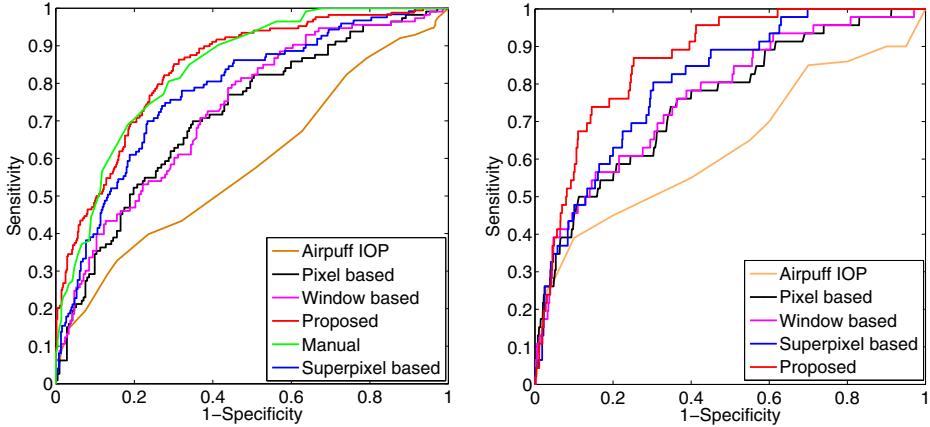 1
0.9
0.8
0.7
0.6
0.5
0.4
0.3
0.2
0.1
0
Sensitivity
0 0.2 0.4 0.6 0.8 1
1−Specificity
Airpuff IOP
Pixel based
Window based
Proposed
Manual
Superpixel based
1
0.9
0.8
0.7
0.6
0.5
0.4
0.3
0.2
0.1
0
Sensitivity
0 0.2 0.4 0.6 0.8 1
1−Specificity
Airpuff IOP
Pixel based
Window based
Superpixel based
Proposed